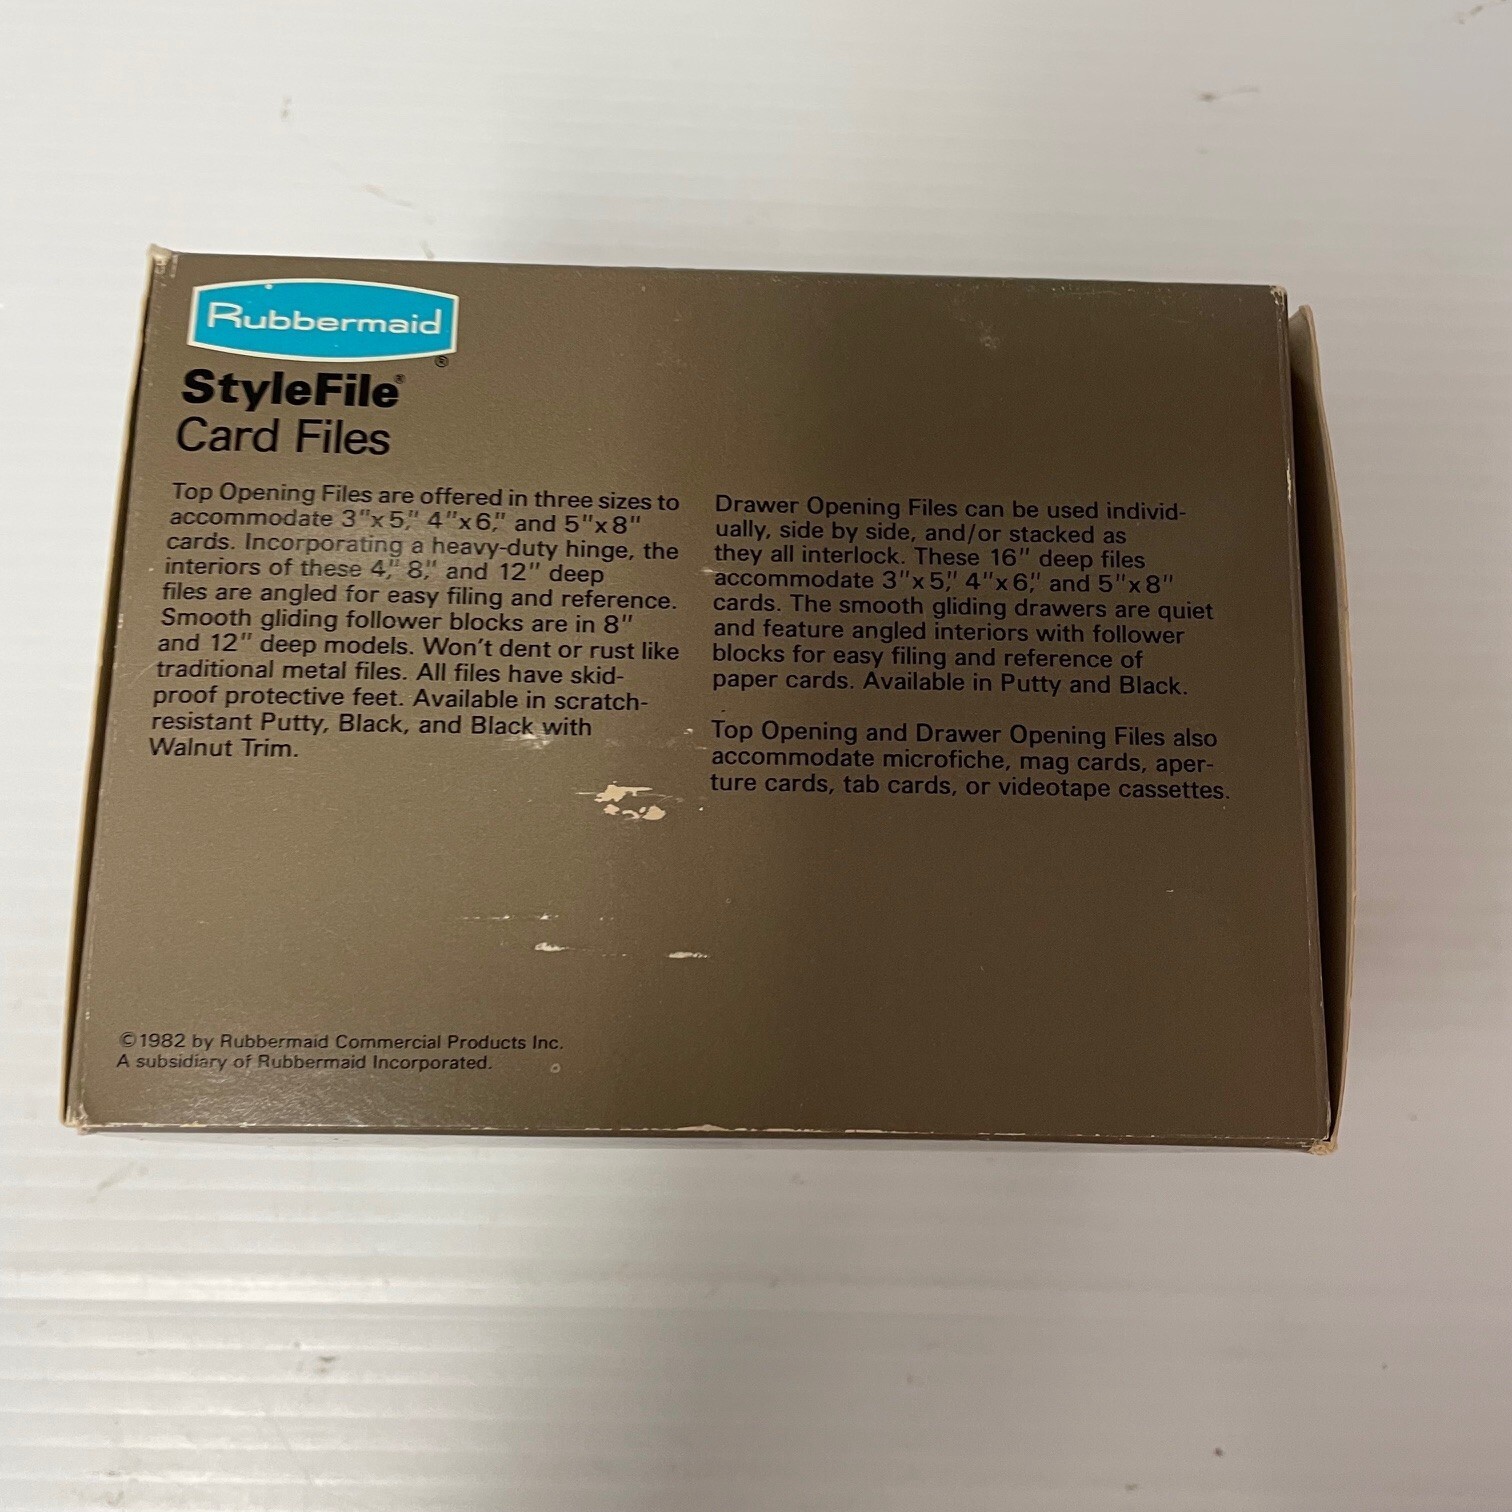 Rubbermaid
®
StyleFile®
Card Files
Top Opening Files are offered in three sizes to
accommodate 3"x5," 4"x6," and 5"x8"
cards. Incorporating a heavy-duty hinge, the
interiors of these 4," 8," and 12" deep
files are angled for easy filing and reference.
Smooth gliding follower blocks are in 8"
and 12" deep models. Won't dent or rust like
traditional metal files. All files have skid-
proof protective feet. Available in scratch-
resistant Putty, Black, and Black with
Walnut Trim.
Drawer Opening Files can be used individ-
ually, side by side, and/or stacked as
they all interlock. These 16" deep files
accommodate 3"x5," 4"x6," and 5"x8"
cards. The smooth gliding drawers are quiet
and feature angled interiors with follower
blocks for easy filing and reference of
paper cards. Available in Putty and Black.
Top Opening and Drawer Opening Files also
accommodate microfiche, mag cards, aper-
ture cards, tab cards, or videotape cassettes.
©1982 by Rubbermaid Commercial Products Inc.
A subsidiary of Rubbermaid Incorporated.